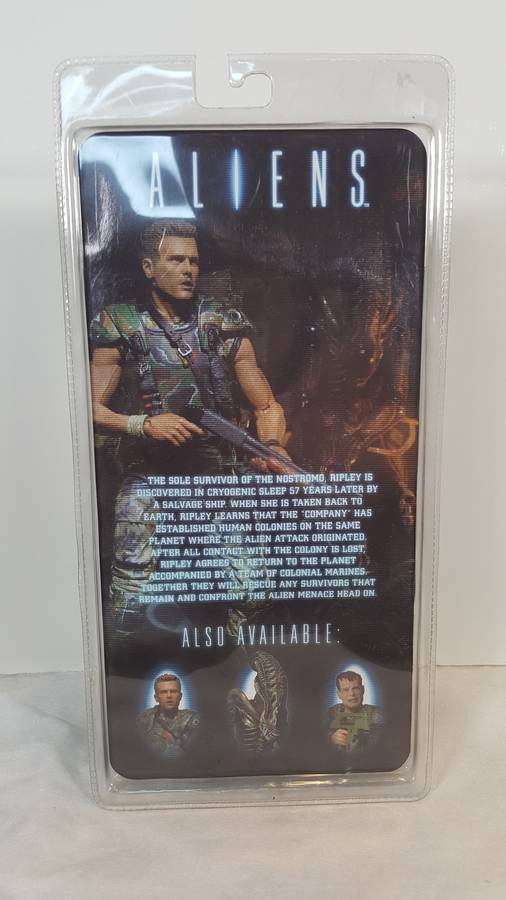 ALIENS™
THE SOLE SURVIVOR OF THE NOSTROMO, RIPLEY IS
DISCOVERED IN CRYOGENIC SLEEP 57 YEARS LATER BY
A SALVAGE SHIP. WHEN SHE IS TAKEN BACK TO
EARTH, RIPLEY LEARNS THAT THE "COMPANY" HAS
ESTABLISHED HUMAN COLONIES ON THE SAME
PLANET WHERE THE ALIEN ATTACK ORIGINATED.
AFTER ALL CONTACT WITH THE COLONY IS LOST,
RIPLEY AGREES TO RETURN TO THE PLANET
ACCOMPANIED BY A TEAM OF COLONIAL MARINES.
TOGETHER THEY WILL RESCUE ANY SURVIVORS THAT
REMAIN AND CONFRONT THE ALIEN MENACE HEAD ON.
ALSO AVAILABLE: